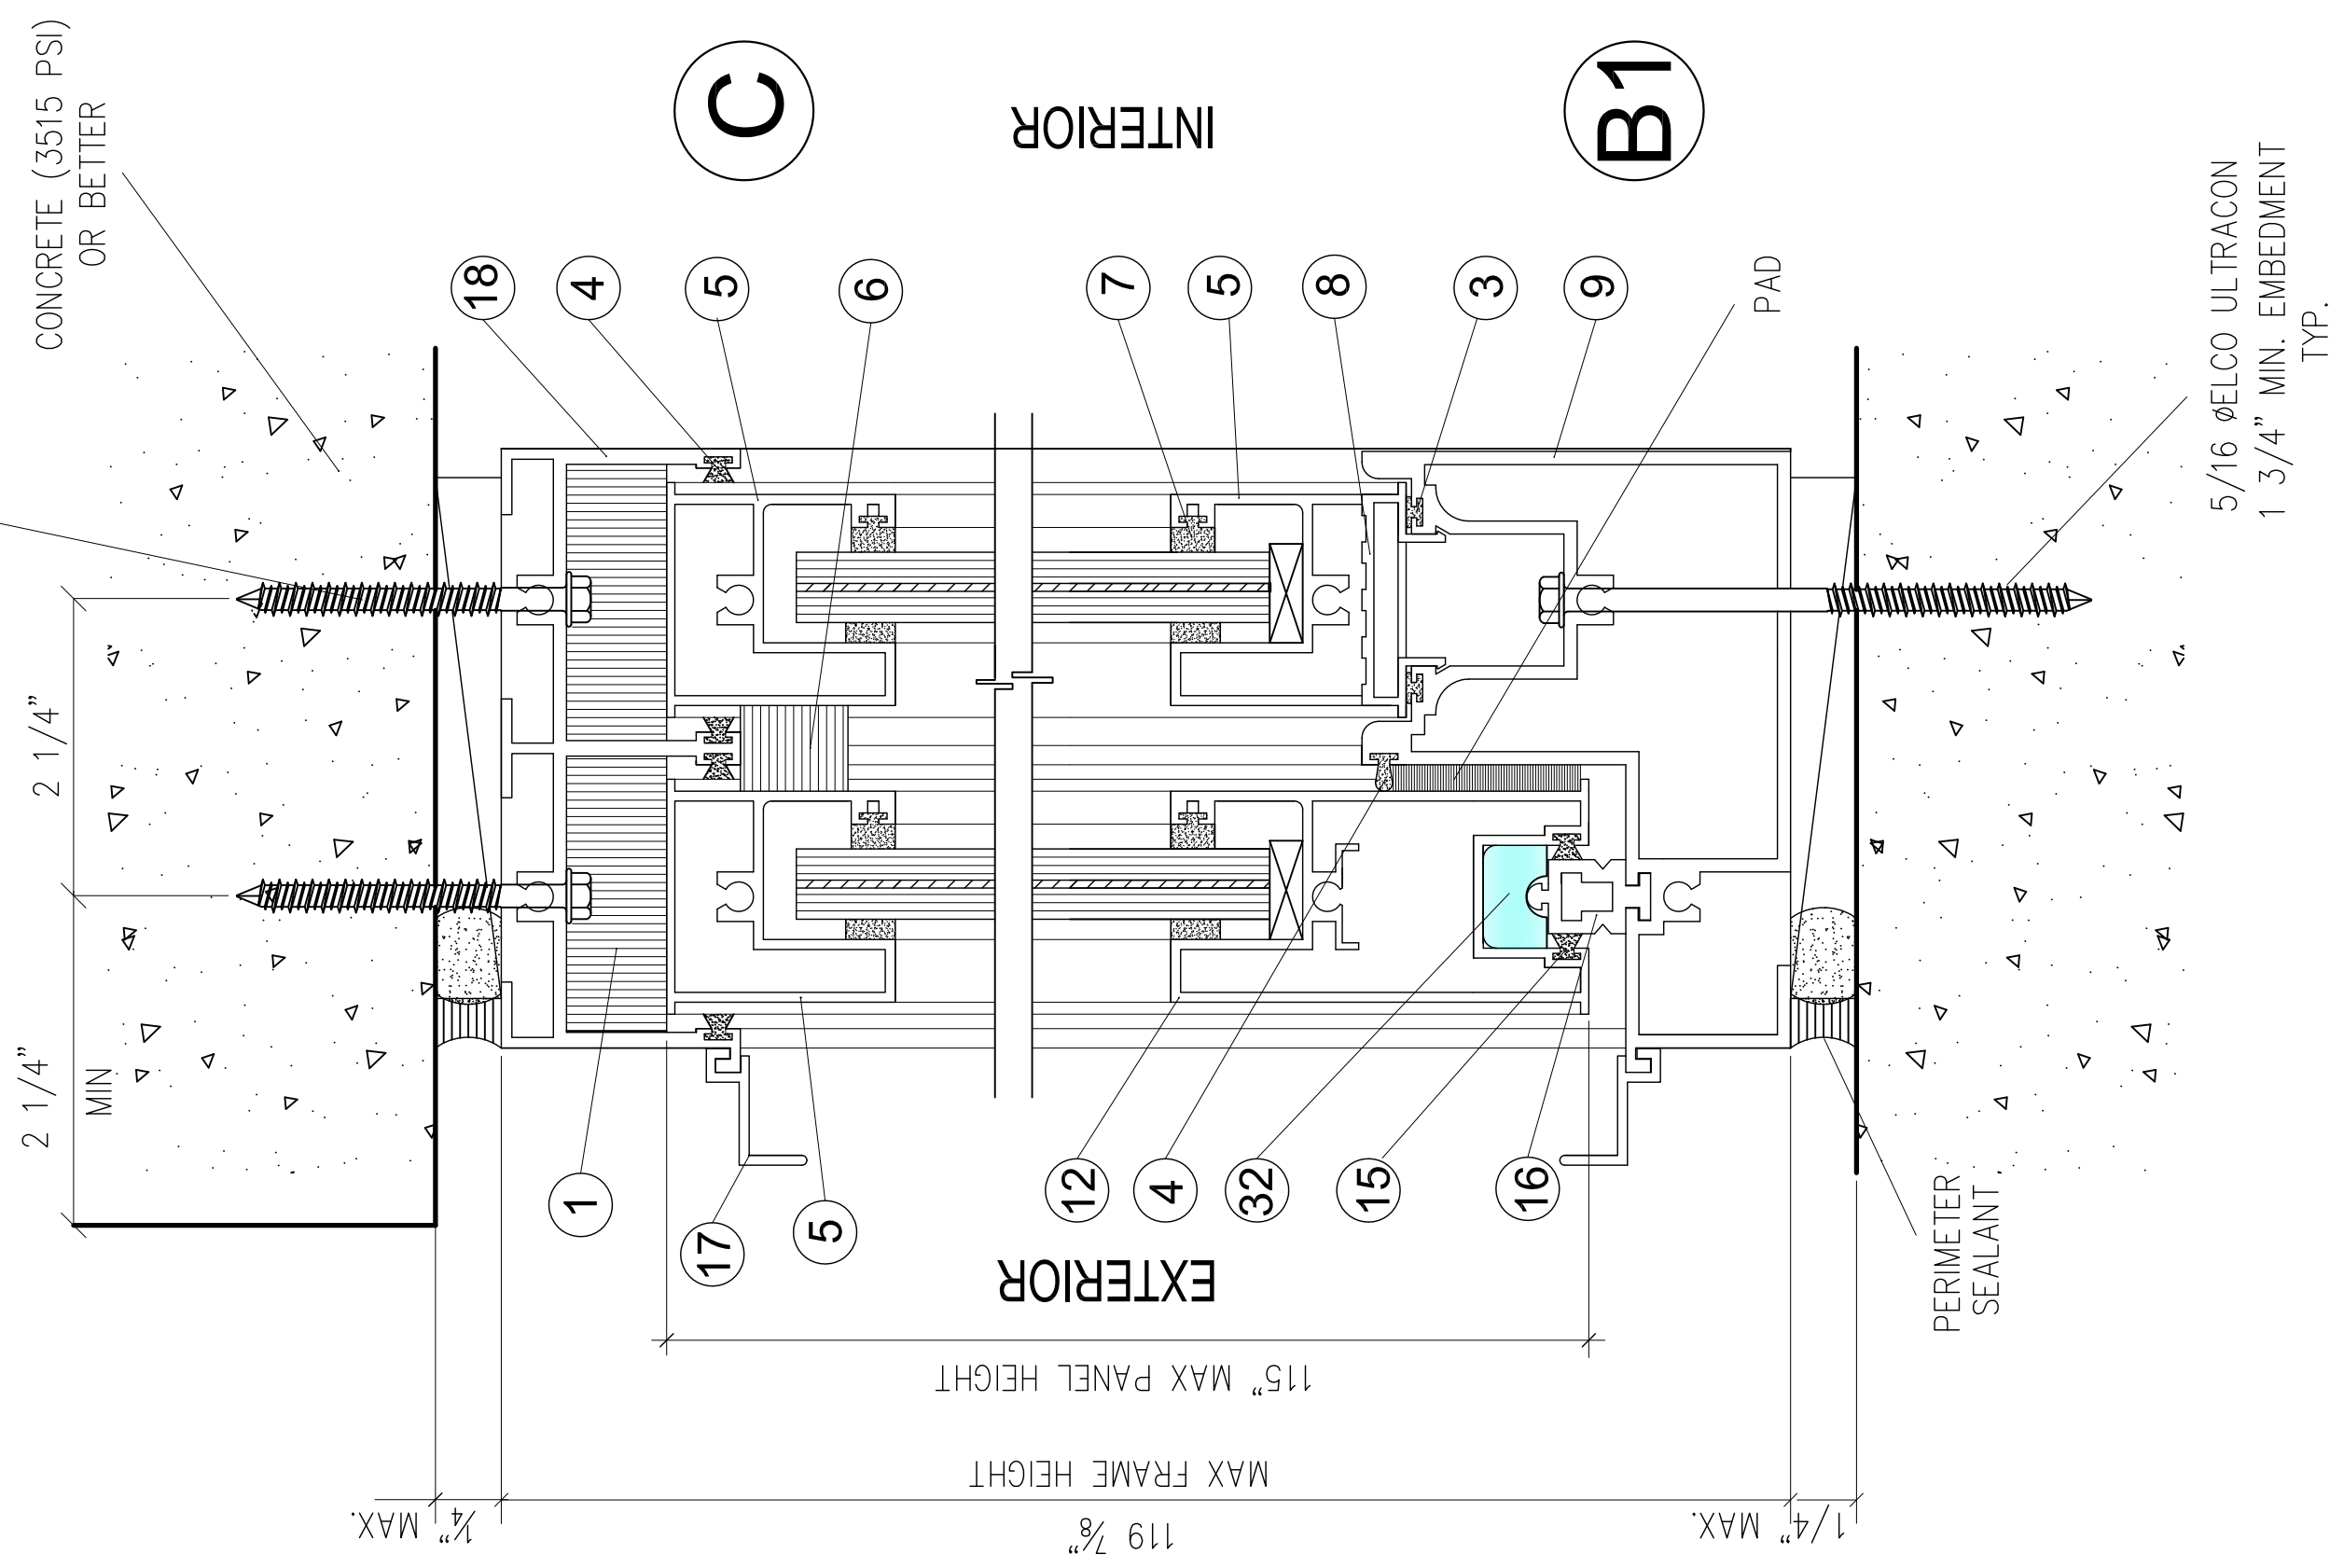 CONCRETE (3515 PSI)
OR BETTER
C
INTERIOR
B1
18
4
5
6
7
5
8
3
9
PAD
5/16 øELCO ULTRACON
1 3/4" MIN. EMBEDMENT
TYP.
2 1/4"
2 1/4"
MIN
1
17
5
12
4
32
15
16
EXTERIOR
PERIMETER
SEALANT
115" MAX PANEL HEIGHT
MAX FRAME HEIGHT
119 ⅞"
¼" MAX.
1/4" MAX.